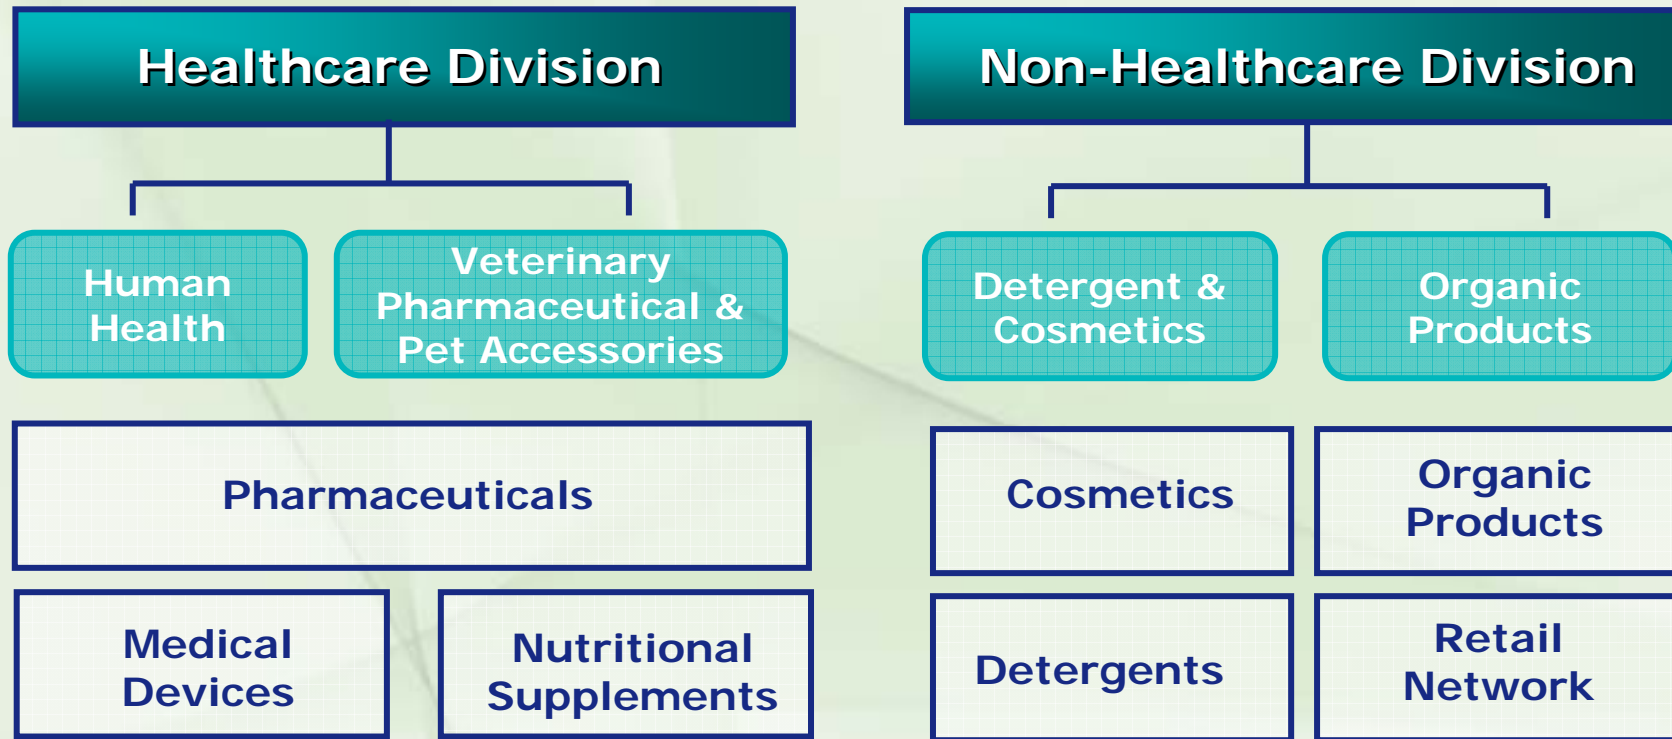 Healthcare Division
Non-Healthcare Division
Human
Health
Veterinary
Pharmaceutical &
Pet Accessories
Detergent &
Cosmetics
Organic
Products
Pharmaceuticals
Cosmetics
Organic
Products
Medical
Devices
Nutritional
Supplements
Detergents
Retail
Network